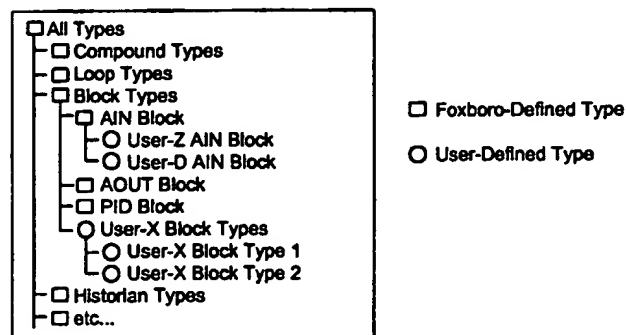 All Types
Compound Types
Loop Types
Block Types
AIN Block
User-Z AIN Block
User-D AIN Block
AOUT Block
PID Block
User-X Block Types
User-X Block Type 1
User-X Block Type 2
Historian Types
etc...
Foxboro-Defined Type
User-Defined Type